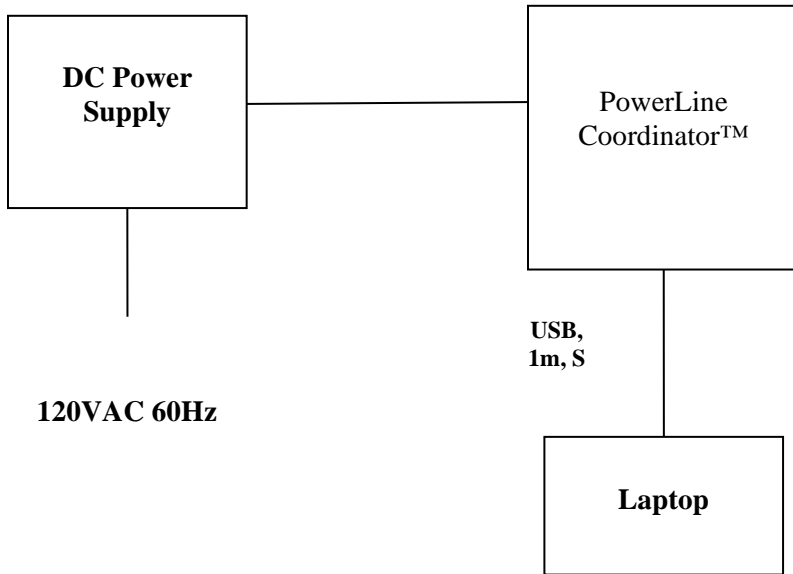 DC Power
Supply
PowerLine
Coordinator™
USB,
1m, S
120VAC 60Hz
Laptop